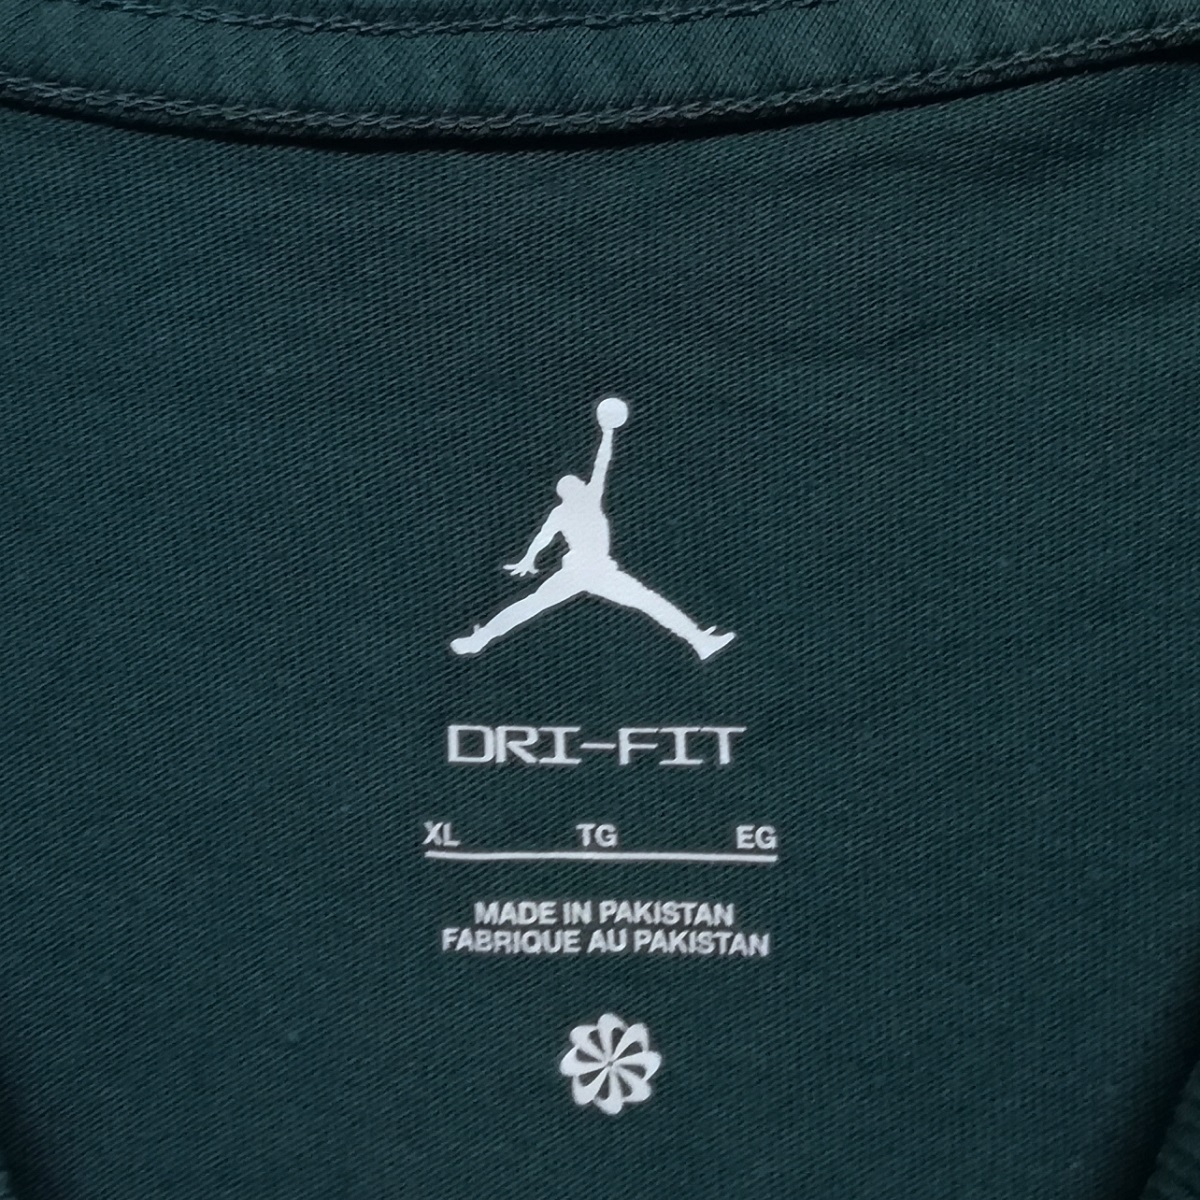 DRI-FIT
XL TG EG
MADE IN PAKISTAN
FABRIQUE AU PAKISTAN